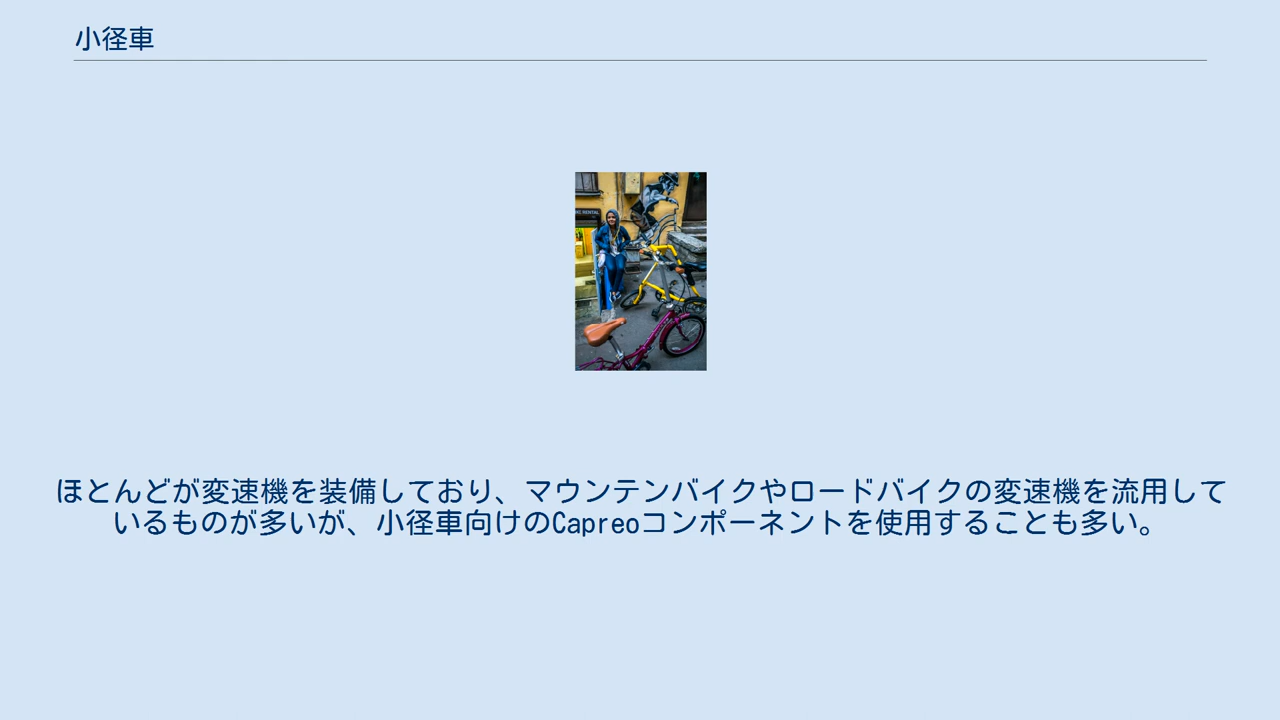 小径車
ほとんどが変速機を装備しており、マウンテンバイクやロードバイクの変速機を流用して
いるものが多いが、小径車向けのCapreoコンポーネントを使用することも多い。